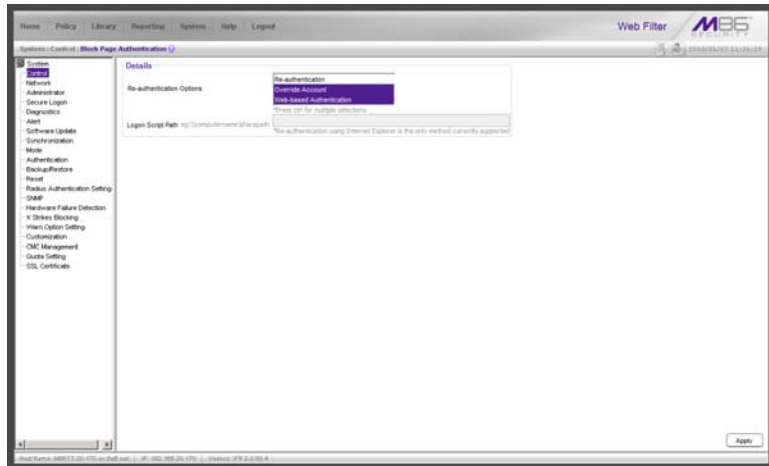 Home Policy Library Reporting System Help Logout
Web Filter
M86 SECURITY
System : Control : Block Page Authentication
System
Control
Network
Administrator
Secure Logon
Diagnostics
Alert
Software Update
Synchronization
Mode
Authentication
Backup/Restore
Reset
Radius Authentication Setting
SNMP
Hardware Failure Detection
X Strikes Blocking
Warn Option Setting
Customization
CMC Management
Quota Setting
SSL Certificate
Details
Re-authentication Options
Re-authentication
Override Account
Web-based Authentication
*Press ctrl for multiple selections
Logon Script Path
*Re-authentication using Internet Explorer is the only method currently supported
Apply
Host Name: